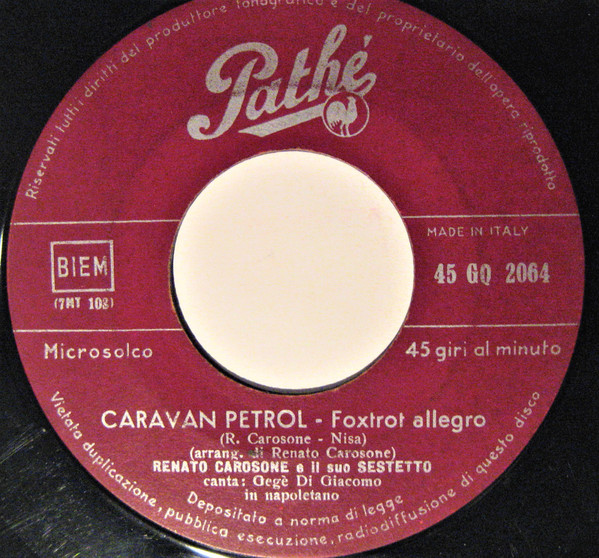 Riservati tutti i diritti del produttore fonografico e del proprietario dell'opera riprodotta
Pathé
BIEM
(7MT 108)
MADE IN ITALY
45 GQ 2064
Microsolco
45 giri al minuto
CARAVAN PETROL - Foxtrot allegro
(R. Carosone - Nisa)
(arrang. di Renato Carosone)
RENATO CAROSONE e il suo SESTETTO
canta: Gegè Di Giacomo
in napoletano
Depositato a norma di legge
Vietata duplicazione, pubblica esecuzione, radiodiffusione di questo disco